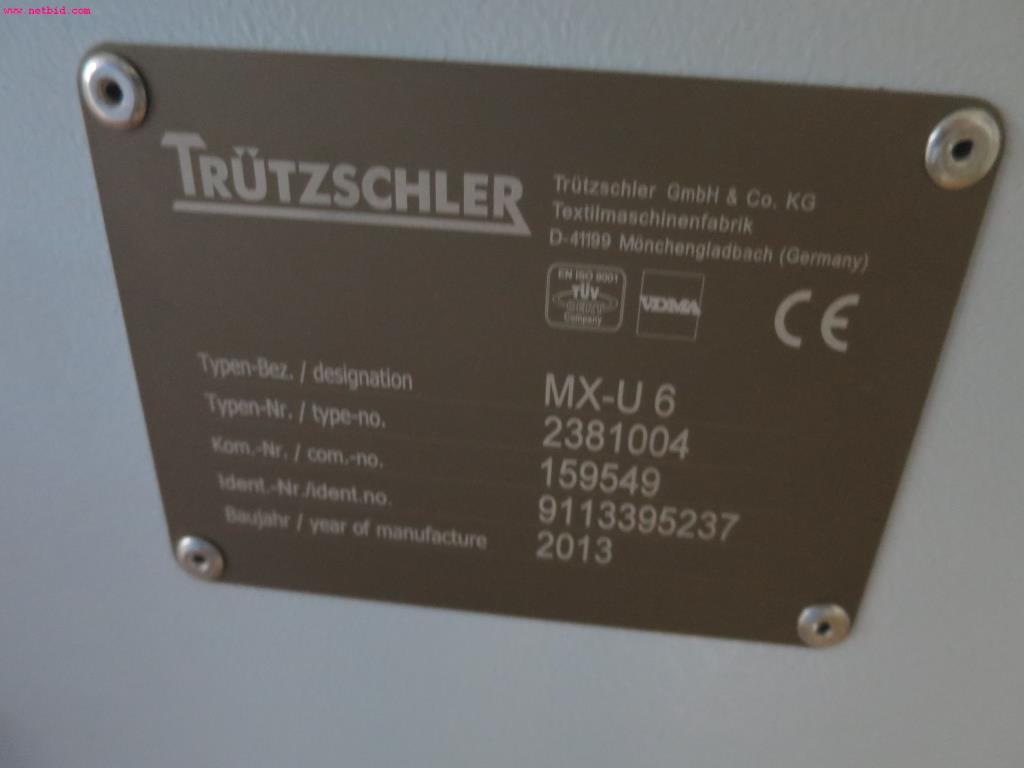 www.netbid.com
TRÜTZSCHLER
Trützschler GmbH & Co. KG
Textilmaschinenfabrik
D-41199 Mönchengladbach (Germany)
EN ISO 9001
TÜV
CERT
Company
VDMA
CE
Typen-Bez. / designation MX-U 6
Typen-Nr. / type-no. 2381004
Kom.-Nr. / com.-no. 159549
Ident.-Nr./ident.no. 9113395237
Baujahr / year of manufacture 2013